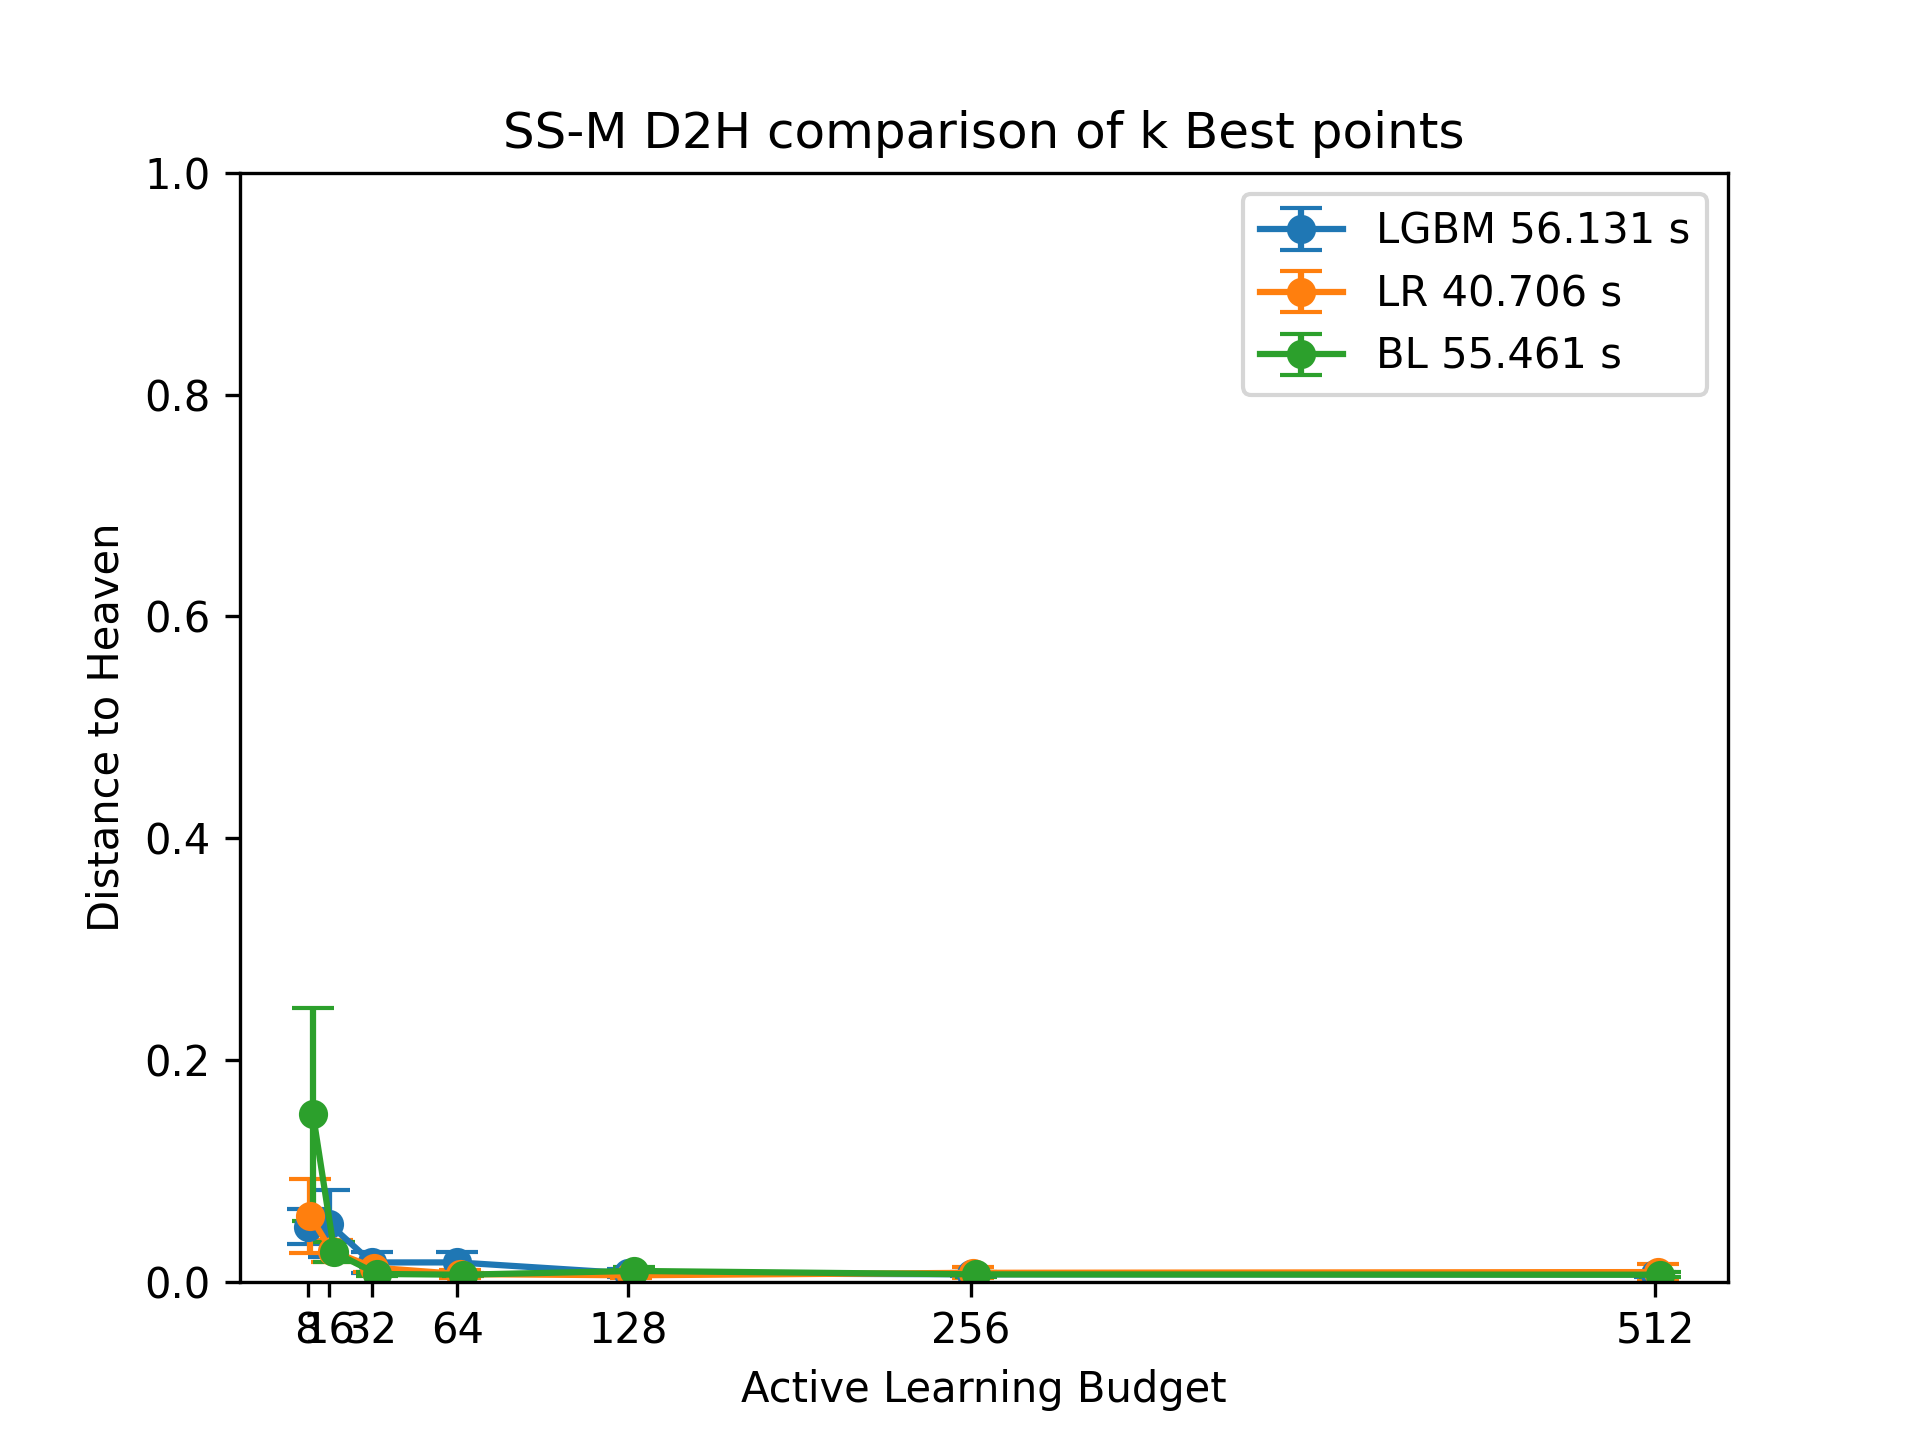 SS-M D2H comparison of k Best points
1.0
0.8
0.6
0.4
0.2
0.0
Distance to Heaven
LGBM 56.131 s
LR 40.706 s
BL 55.461 s
8 16 32 64 128 256 512
Active Learning Budget